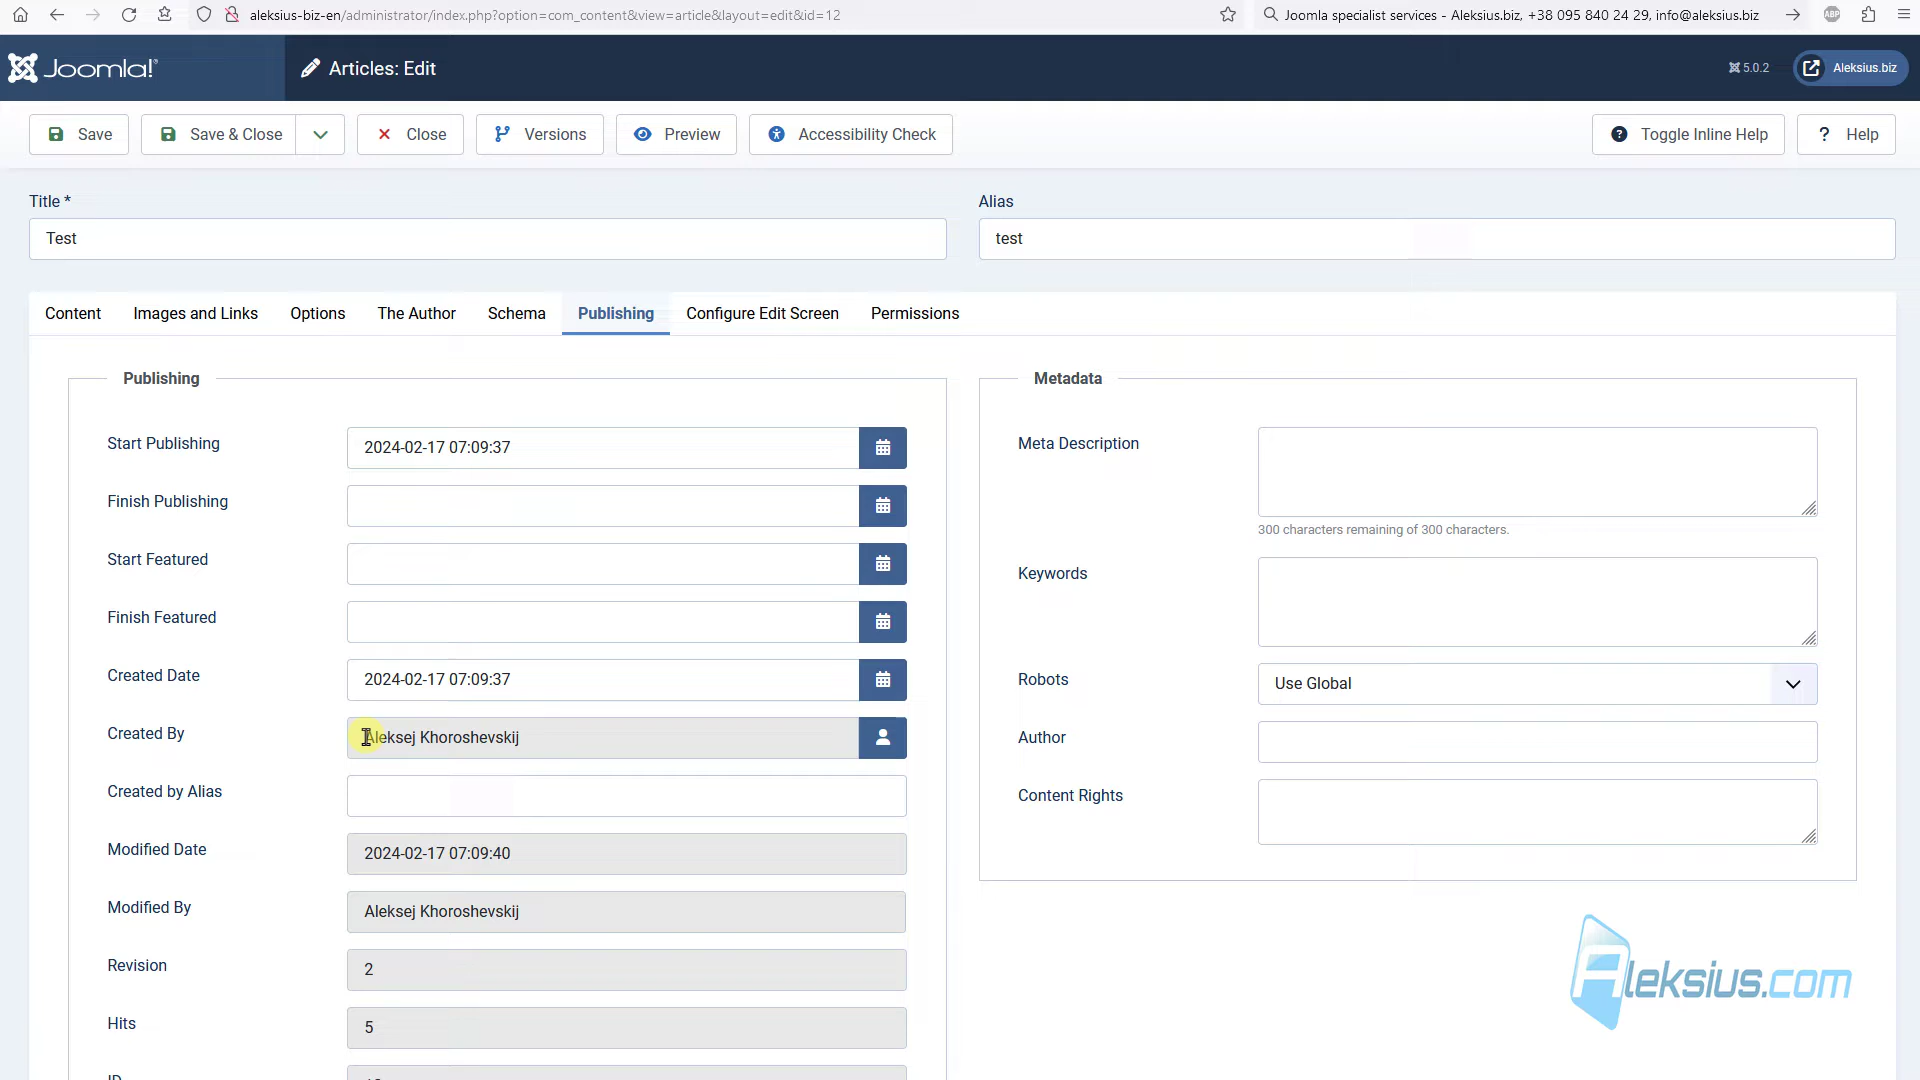 aleksius-biz-en/administrator/index.php?option=com_content&view=article&layout=edit&id=12
Joomla specialist services - Aleksius.biz, +38 095 840 24 29, info@aleksius.biz
ABP
Joomla!®
Articles: Edit
5.0.2
Aleksius.biz
Save
Save & Close
Close
Versions
Preview
Accessibility Check
Toggle Inline Help
? Help
Title *
Alias
Test
test
Content
Images and Links
Options
The Author
Schema
Publishing
Configure Edit Screen
Permissions
Publishing
Start Publishing
2024-02-17 07:09:37
Finish Publishing
Start Featured
Finish Featured
Created Date
2024-02-17 07:09:37
Created By
Aleksej Khoroshevskij
Created by Alias
Modified Date
2024-02-17 07:09:40
Modified By
Aleksej Khoroshevskij
Revision
2
Hits
5
Metadata
Meta Description
300 characters remaining of 300 characters.
Keywords
Robots
Use Global
Author
Content Rights
Aleksius.com